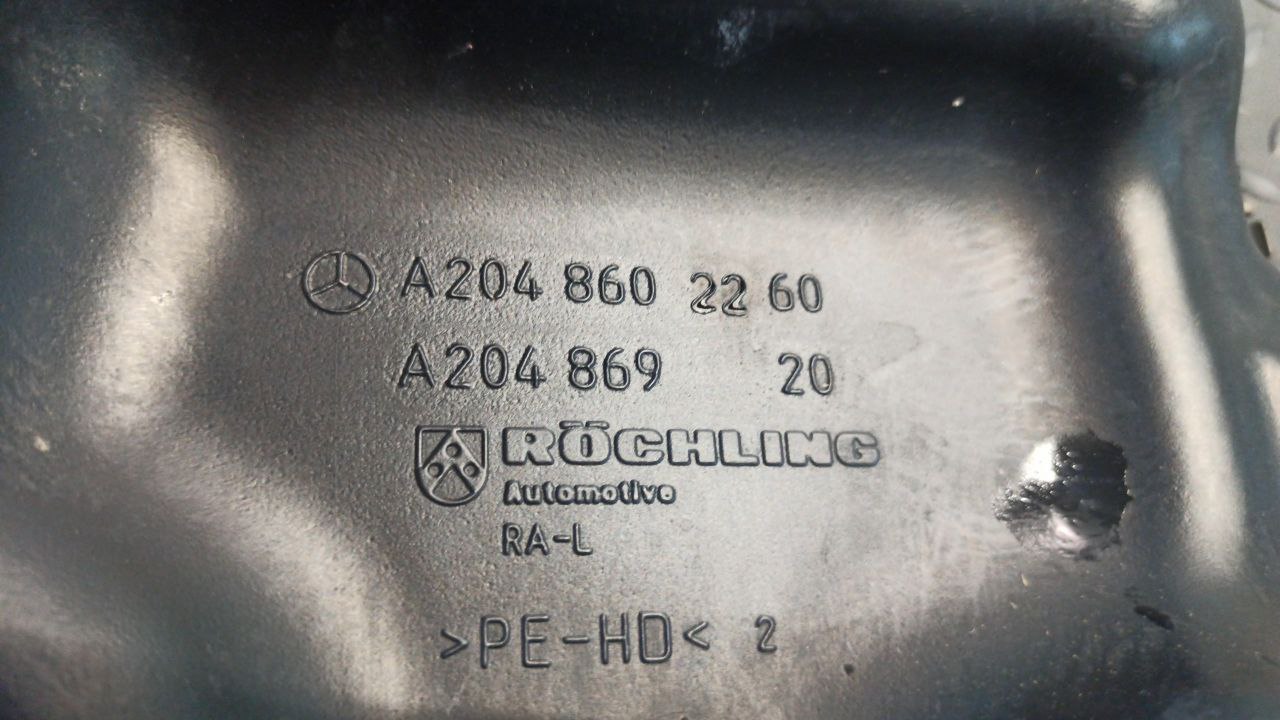 A204 860 22 60
A204 869 20
RÖCHLING
Automotive
RA-L
>PE-HD< 2